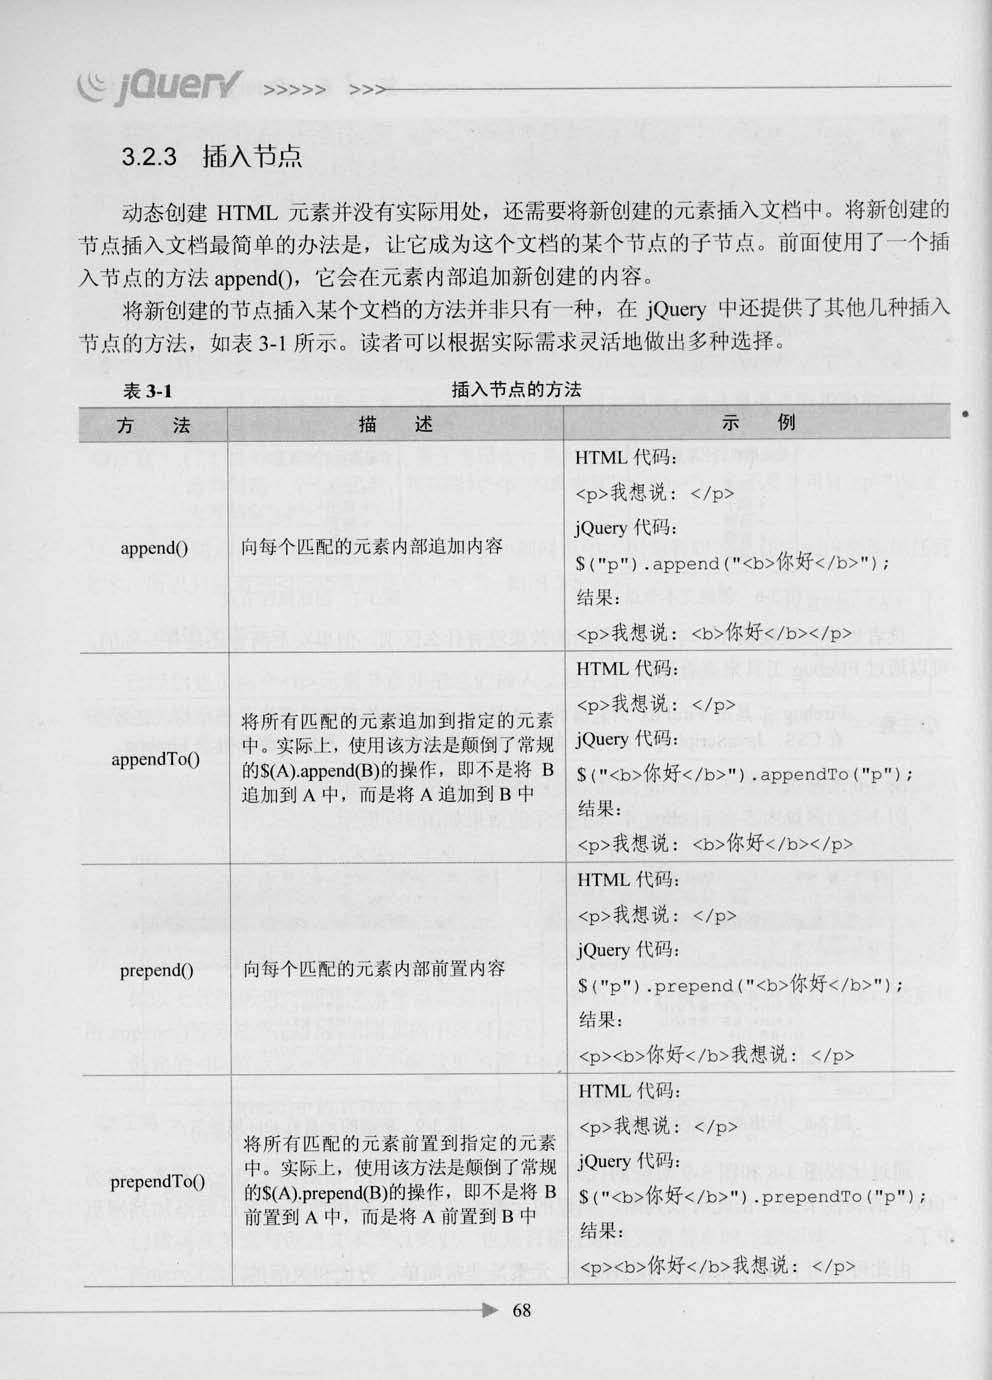 jQuery >>>>> >>>
3.2.3 插入节点
动态创建 HTML 元素并没有实际用处，还需要将新创建的元素插入文档中。将新创建的
节点插入文档最简单的办法是，让它成为这个文档的某个节点的子节点。前面使用了一个插
入节点的方法 append()，它会在元素内部追加新创建的内容。
将新创建的节点插入某个文档的方法并非只有一种，在 jQuery 中还提供了其他几种插入
节点的方法，如表 3-1 所示。读者可以根据实际需求灵活地做出多种选择。
表 3-1 插入节点的方法
方 法 描 述 示 例
append()
向每个匹配的元素内部追加内容
HTML 代码：
<p>我想说：</p>
jQuery 代码：
$("p").append("<b>你好</b>");
结果：
<p>我想说：<b>你好</b></p>
appendTo()
将所有匹配的元素追加到指定的元素
中。实际上，使用该方法是颠倒了常规
的$(A).append(B)的操作，即不是将 B
追加到 A 中，而是将 A 追加到 B 中
HTML 代码：
<p>我想说：</p>
jQuery 代码：
$("<b>你好</b>").appendTo("p");
结果：
<p>我想说：<b>你好</b></p>
prepend()
向每个匹配的元素内部前置内容
HTML 代码：
<p>我想说：</p>
jQuery 代码：
$("p").prepend("<b>你好</b>");
结果：
<p><b>你好</b>我想说：</p>
prependTo()
将所有匹配的元素前置到指定的元素
中。实际上，使用该方法是颠倒了常规
的$(A).prepend(B)的操作，即不是将 B
前置到 A 中，而是将 A 前置到 B 中
HTML 代码：
<p>我想说：</p>
jQuery 代码：
$("<b>你好</b>").prependTo("p");
结果：
<p><b>你好</b>我想说：</p>
68